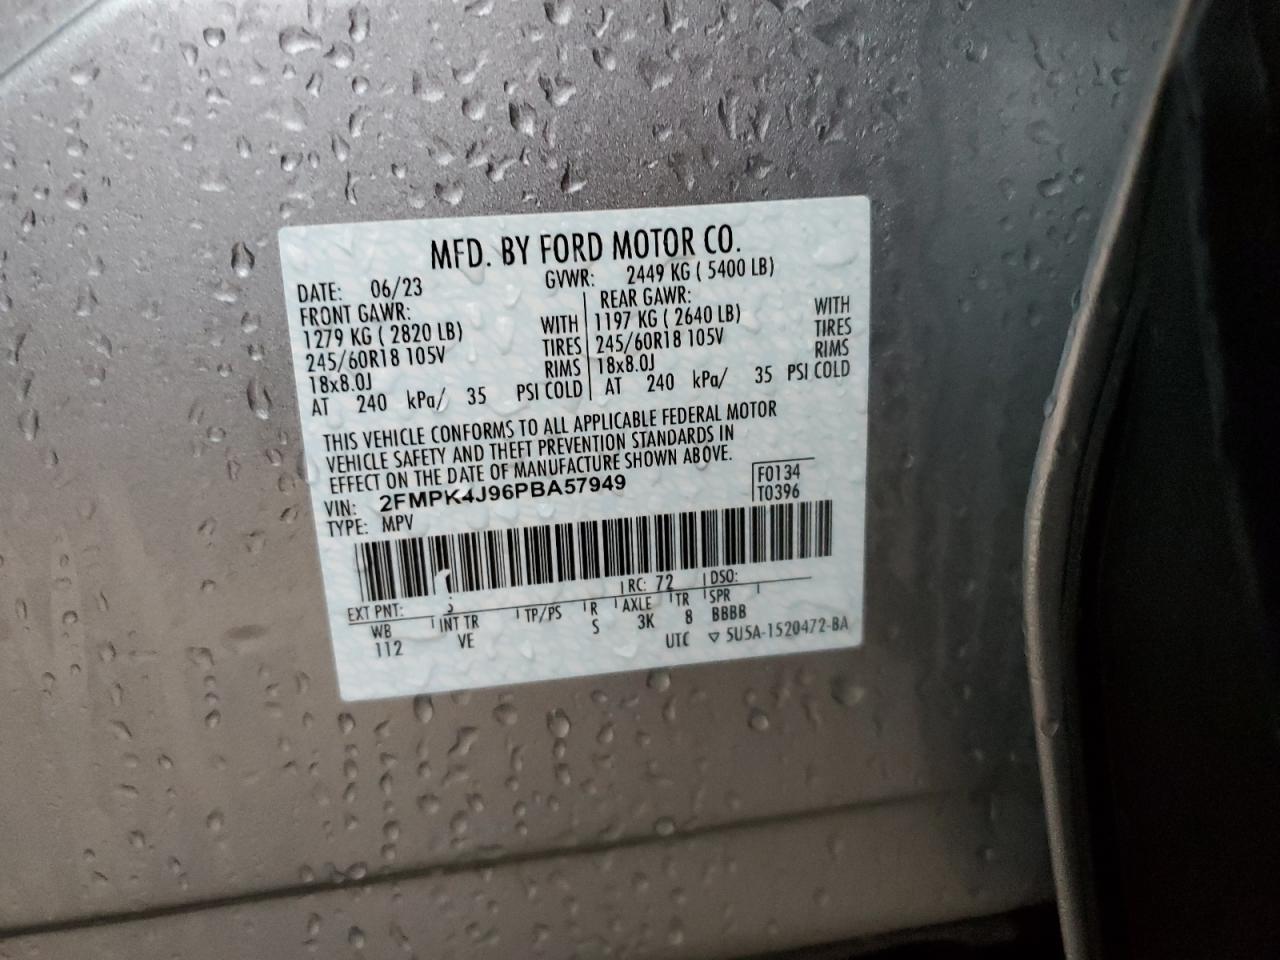 MFD. BY FORD MOTOR CO.
DATE: 06/23 GVWR: 2449 KG ( 5400 LB)
FRONT GAWR: REAR GAWR:
1279 KG ( 2820 LB) WITH 1197 KG ( 2640 LB) WITH
245/60R18 105V TIRES 245/60R18 105V TIRES
18x8.0J RIMS 18x8.0J RIMS
AT 240 kPa/ 35 PSI COLD AT 240 kPa/ 35 PSI COLD
THIS VEHICLE CONFORMS TO ALL APPLICABLE FEDERAL MOTOR
VEHICLE SAFETY AND THEFT PREVENTION STANDARDS IN
EFFECT ON THE DATE OF MANUFACTURE SHOWN ABOVE.
VIN: 2FMPK4J96PBA57949 F0134
TYPE: MPV T0396
EXT PNT: RC: 72 DSO:
WB INT TR TP/PS R AXLE TR SPR
112 VE S 3K 8 BBBB
UTC ▽ 5U5A-1520472-BA